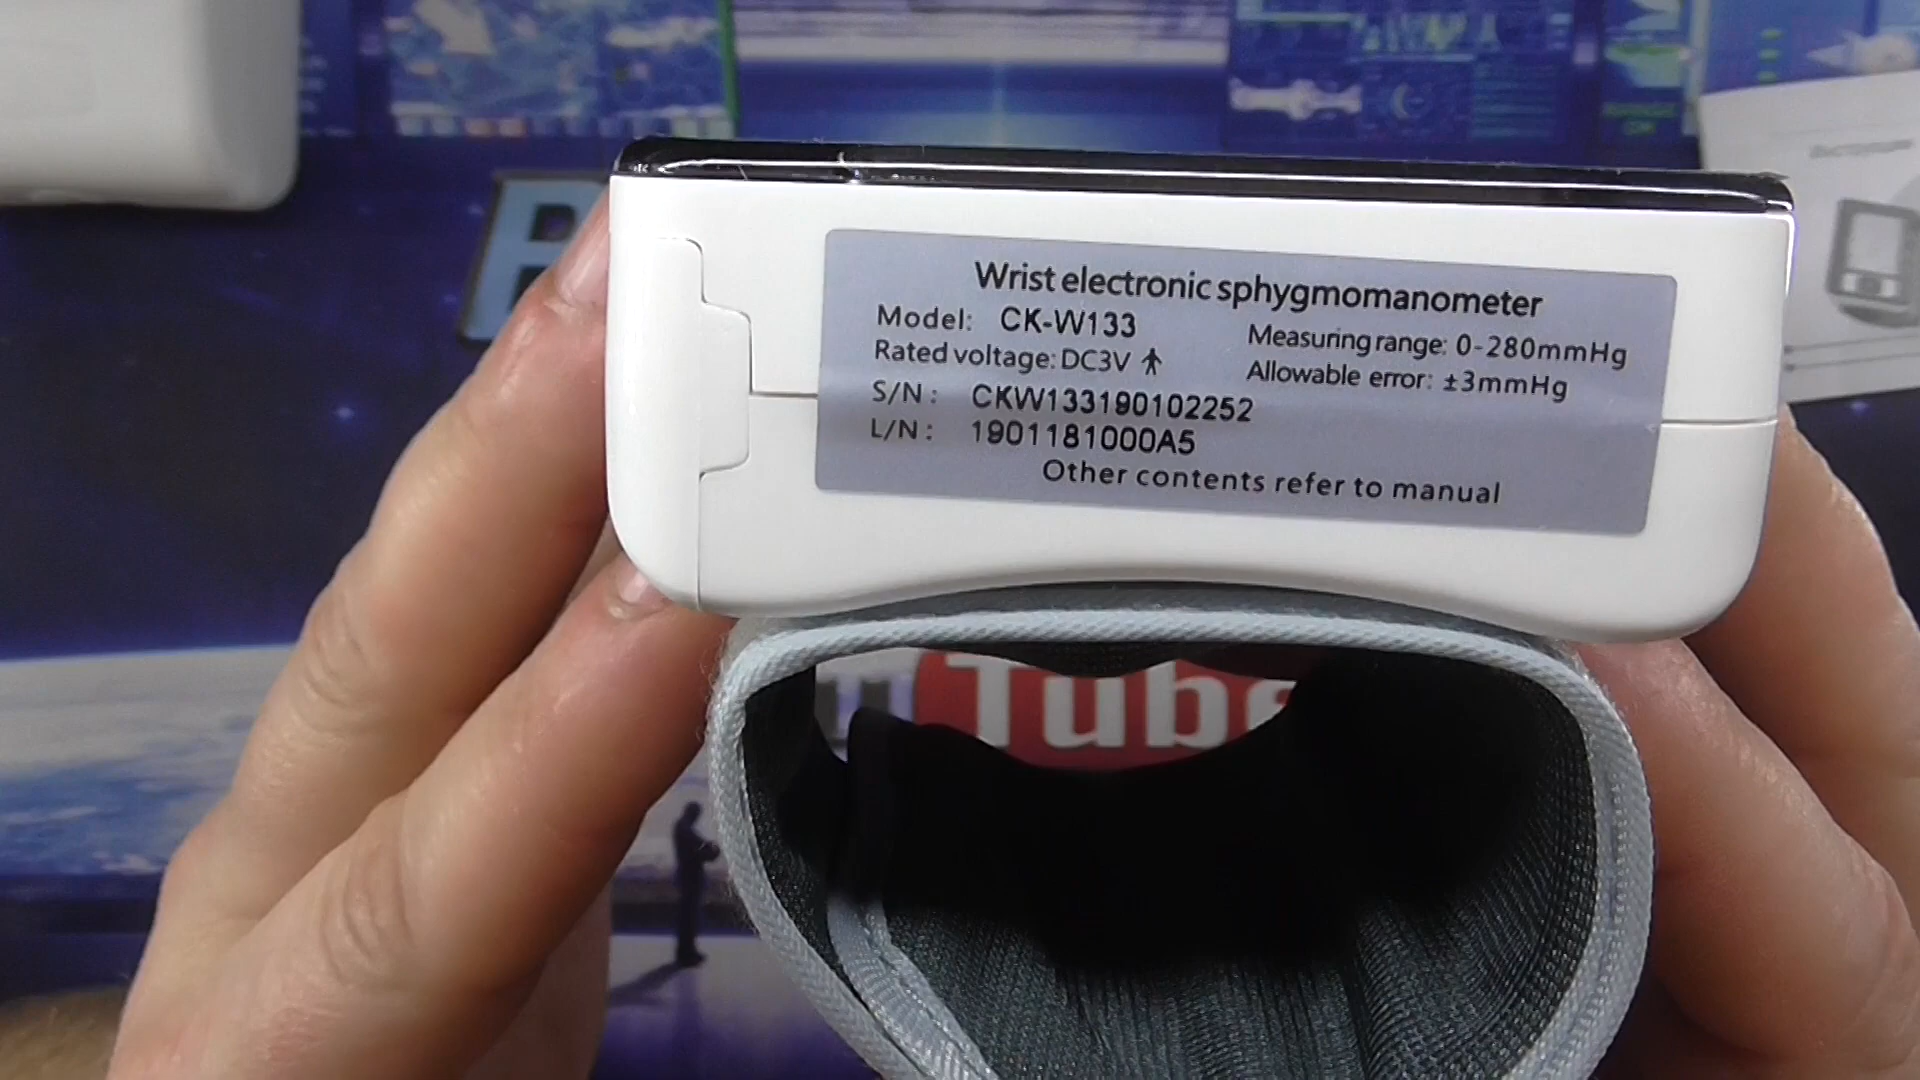 Wrist electronic sphygmomanometer
Model: CK-W133
Rated voltage: DC3V
Measuring range: 0-280mmHg
Allowable error: ±3mmHg
S/N: CKW133190102252
L/N: 1901181000A5
Other contents refer to manual
Tube